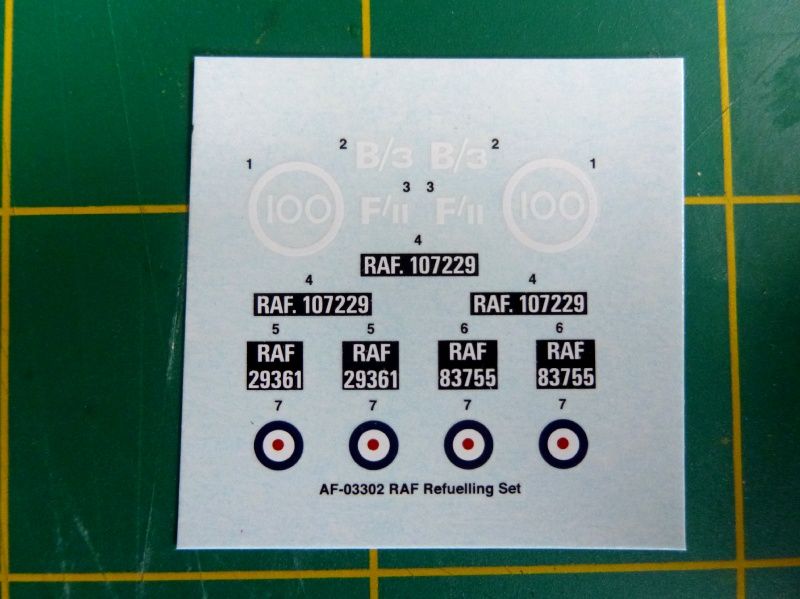 2 B/3 B/3 2
1 1
3 3
100 F/II F/II 100
4
RAF. 107229
4 4
RAF. 107229 RAF. 107229
5 5 6 6
RAF RAF RAF RAF
29361 29361 83755 83755
7 7 7 7
AF-03302 RAF Refuelling Set